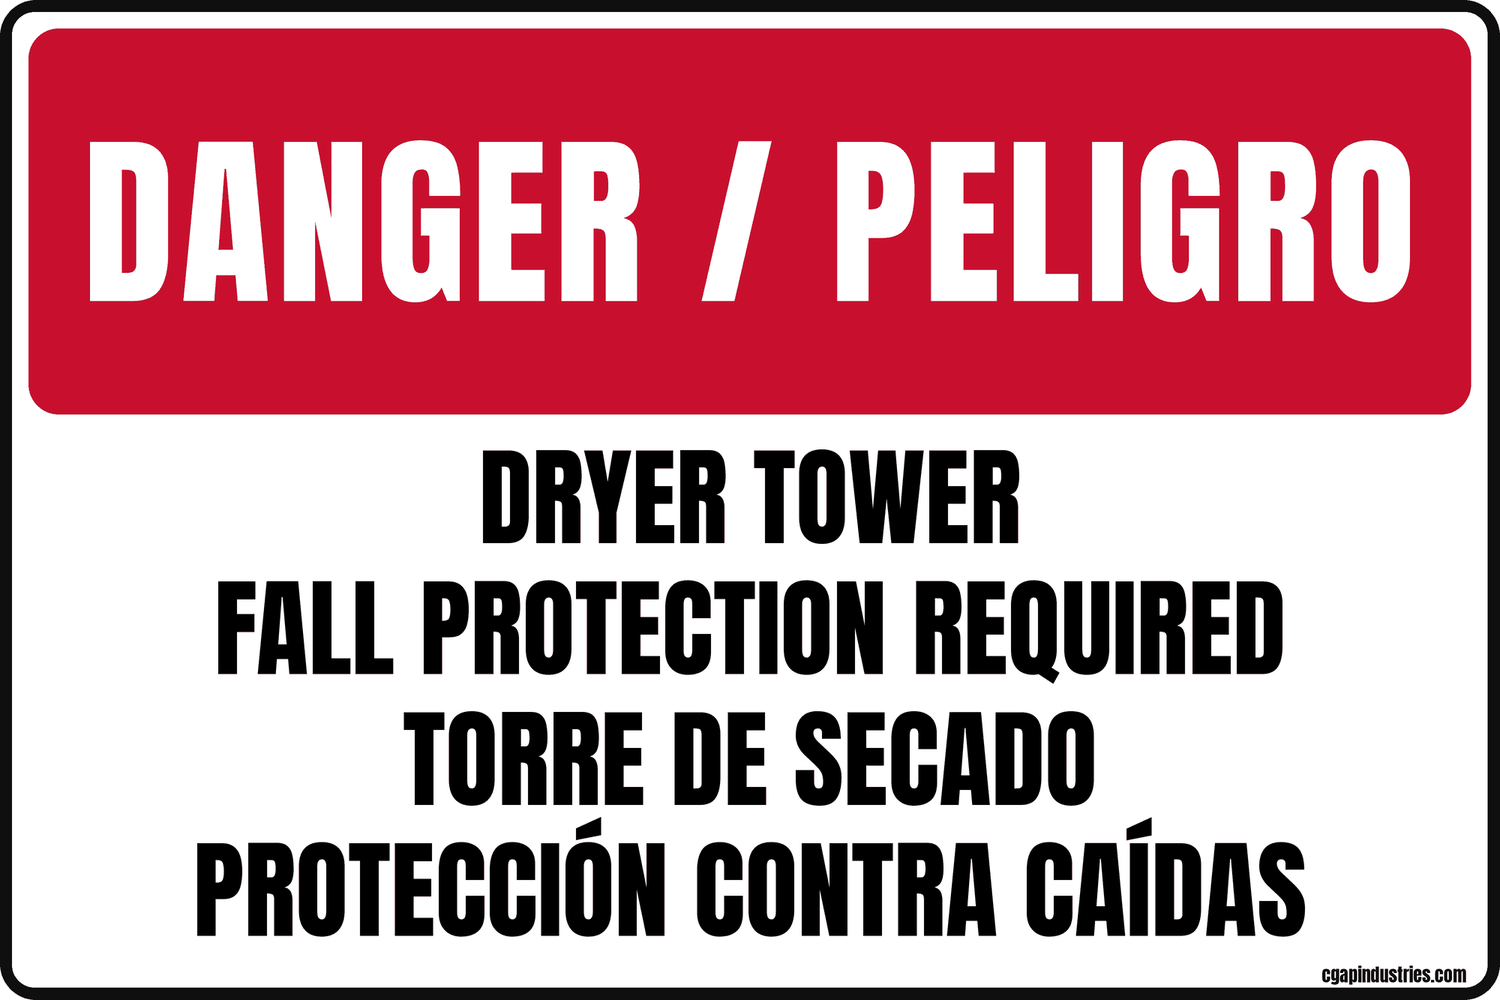 DANGER / PELIGRO
DRYER TOWER
FALL PROTECTION REQUIRED
TORRE DE SECADO
PROTECCIÓN CONTRA CAÍDAS
cgapindustries.com